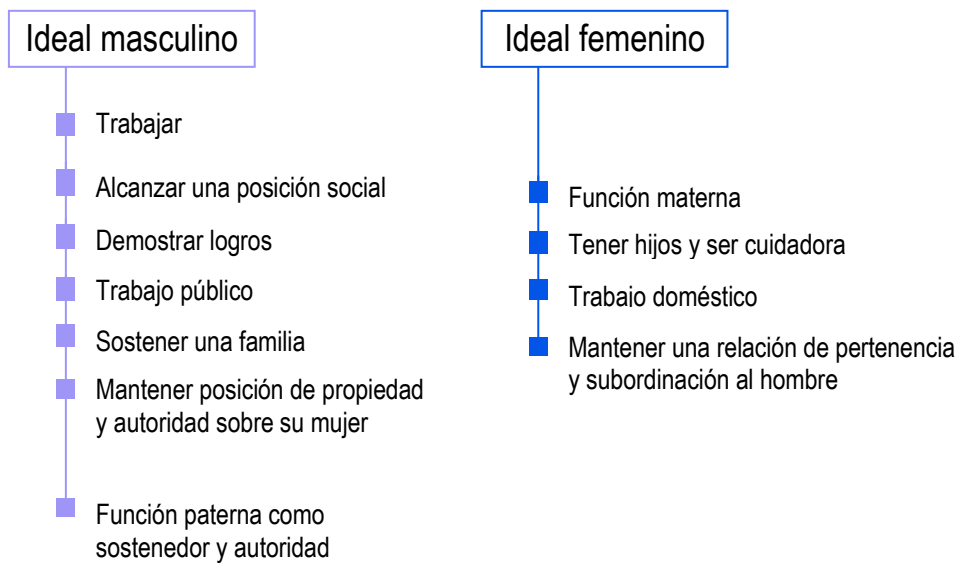 Ideal masculino
Trabajar
Alcanzar una posición social
Demostrar logros
Trabajo público
Sostener una familia
Mantener posición de propiedad
y autoridad sobre su mujer
Función paterna como
sostenedor y autoridad
Ideal femenino
Función materna
Tener hijos y ser cuidadora
Trabaio doméstico
Mantener una relación de pertenencia
y subordinación al hombre